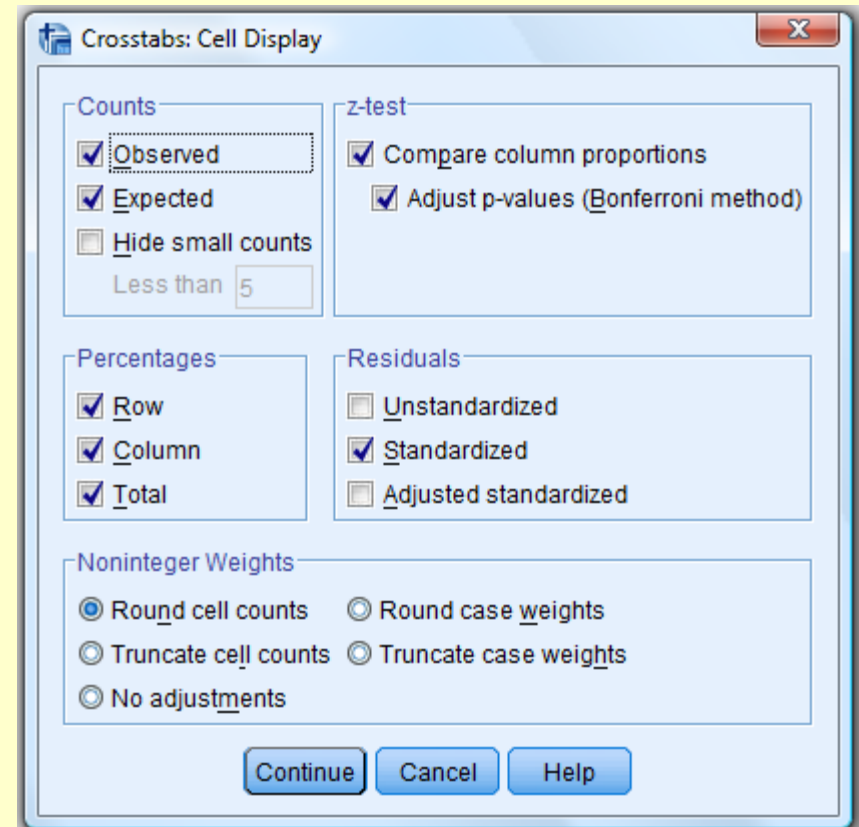 Crosstabs: Cell Display
Counts
Observed
Expected
Hide small counts
Less than 5
z-test
Compare column proportions
Adjust p-values (Bonferroni method)
Percentages
Row
Column
Total
Residuals
Unstandardized
Standardized
Adjusted standardized
Noninteger Weights
Round cell counts Round case weights
Truncate cell counts Truncate case weights
No adjustments
Continue Cancel Help